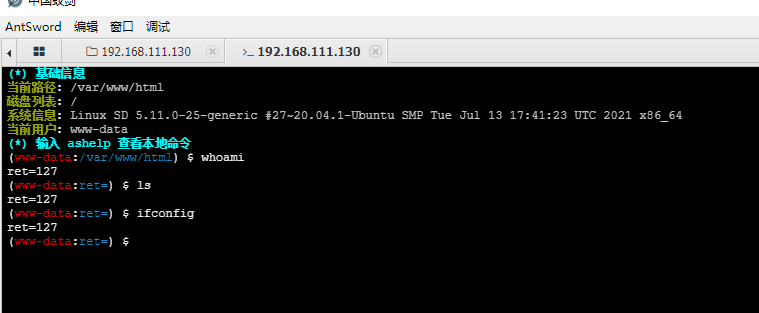 中国蚁剑
AntSword 编辑 窗口 调试
192.168.111.130 >_ 192.168.111.130
(*) 基础信息
当前路径: /var/www/html
磁盘列表: /
系统信息: Linux SD 5.11.0-25-generic #27~20.04.1-Ubuntu SMP Tue Jul 13 17:41:23 UTC 2021 x86_64
当前用户: www-data
(*) 输入 ashelp 查看本地命令
(www-data:/var/www/html) $ whoami
ret=127
(www-data:ret=) $ ls
ret=127
(www-data:ret=) $ ifconfig
ret=127
(www-data:ret=) $